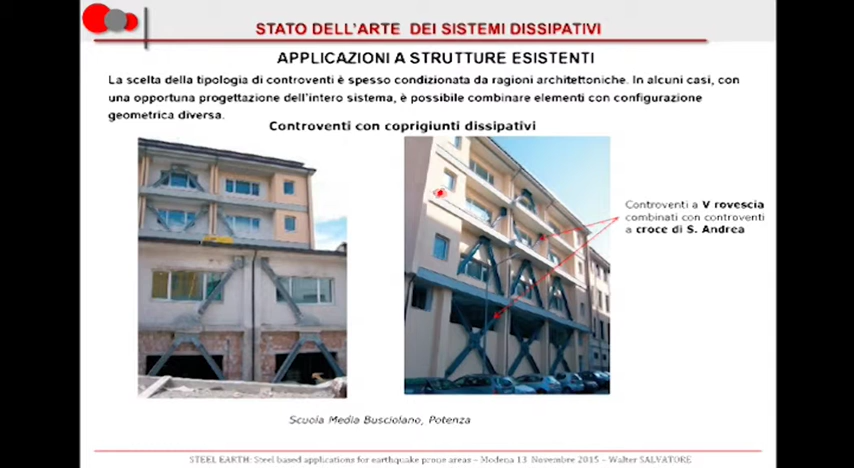 STATO DELL'ARTE DEI SISTEMI DISSIPATIVI
APPLICAZIONI A STRUTTURE ESISTENTI
La scelta della tipologia di controventi è spesso condizionata da ragioni architettoniche. In alcuni casi, con
una opportuna progettazione dell'intero sistema, è possibile combinare elementi con configurazione
geometrica diversa.
Controventi con coprigiunti dissipativi
Controventi a V rovescia
combinati con controventi
a croce di S. Andrea
Scuola Media Busciolano, Potenza
STEEL EARTH: Steel based applications for earthquake prone areas – Modena 13 Novembre 2015 – Walter SALVATORE